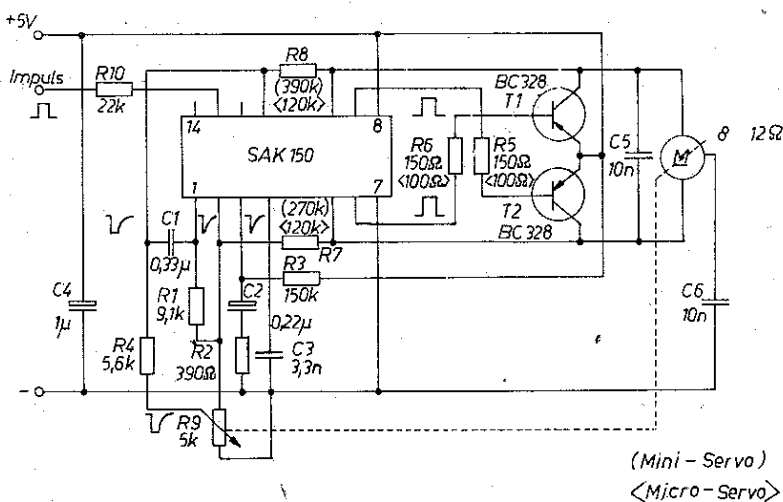 +5V
Impuls
R10
22k
R8
(390k)
<120k>
14
8
SAK 150
1
7
(270k)
<120k>
R7
R6
150Ω
<100Ω>
R5
150Ω
<100Ω>
BC328
T1
T2
BC328
C5
10n
M
8 12Ω
C1
0,33µ
R1
9,1k
R3
150k
C2
0,22µ
C4
1µ
R4
5,6k
R2
390Ω
C3
3,3n
C6
10n
-
R9
5k
(Mini-Servo)
<Micro-Servo>